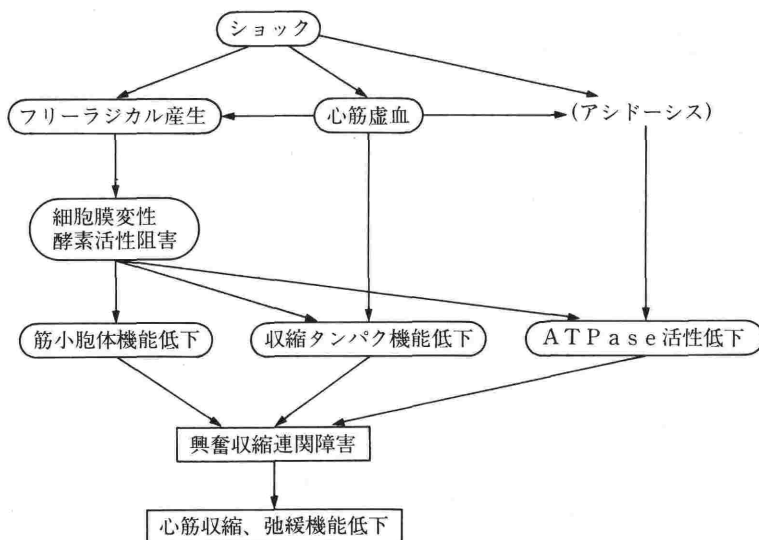 ショック
フリーラジカル産生
心筋虚血
(アシドーシス)
細胞膜変性
酵素活性阻害
筋小胞体機能低下
収縮タンパク機能低下
ATPase活性低下
興奮収縮連関障害
心筋収縮、弛緩機能低下